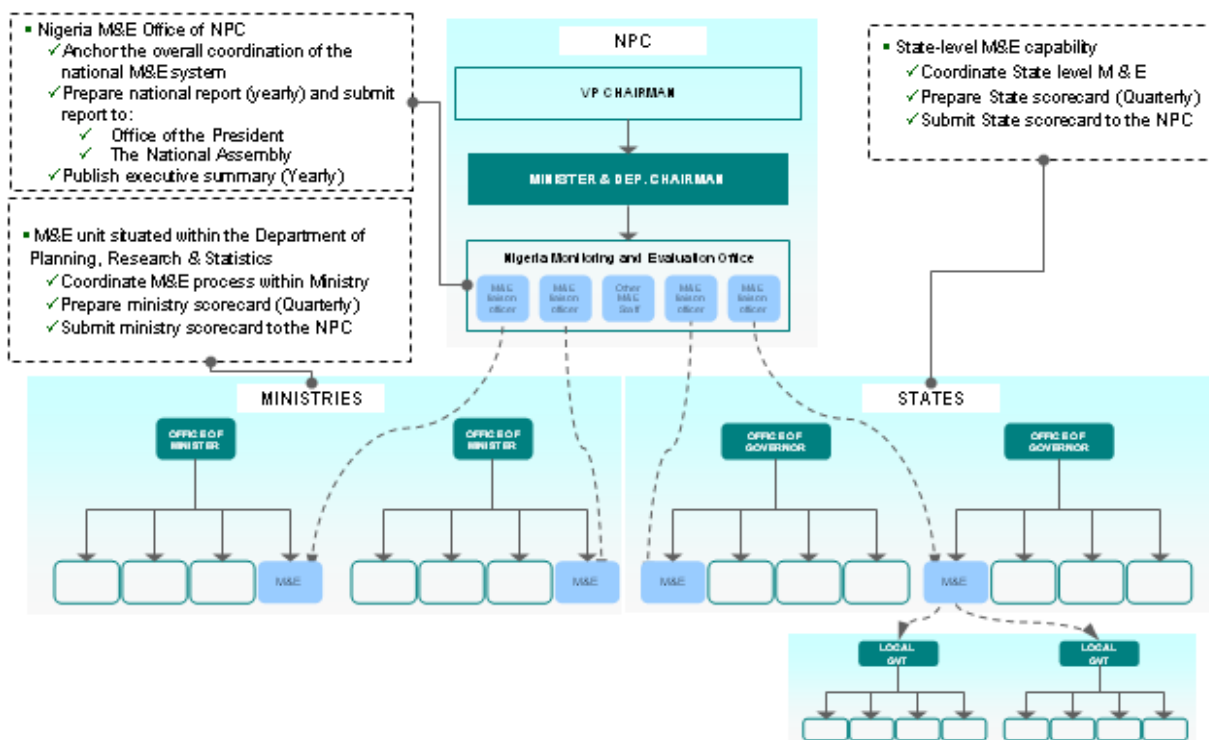 Nigeria M&E Office of NPC
Anchor the overall coordination of the
national M&E system
Prepare national report (yearly) and submit
report to:
Office of the President
The National Assembly
Publish executive summary (Yearly)
M&E unit situated within the Department of
Planning, Research & Statistics
Coordinate M&E process within Ministry
Prepare ministry scorecard (Quarterly)
Submit ministry scorecard to the NPC
NPC
VP CHAIRMAN
MINISTER & DEP. CHAIRMAN
Nigeria Monitoring and Evaluation Office
M&E
liaison
officer
M&E
liaison
officer
Other
M&E
Staff
M&E
liaison
officer
M&E
liaison
officer
State-level M&E capability
Coordinate State level M & E
Prepare State scorecard (Quarterly)
Submit State scorecard to the NPC
MINISTRIES
OFFICE OF
MINISTER
OFFICE OF
MINISTER
M&E
M&E
STATES
OFFICE OF
GOVERNOR
OFFICE OF
GOVERNOR
M&E
M&E
LOCAL
GVT
LOCAL
GVT